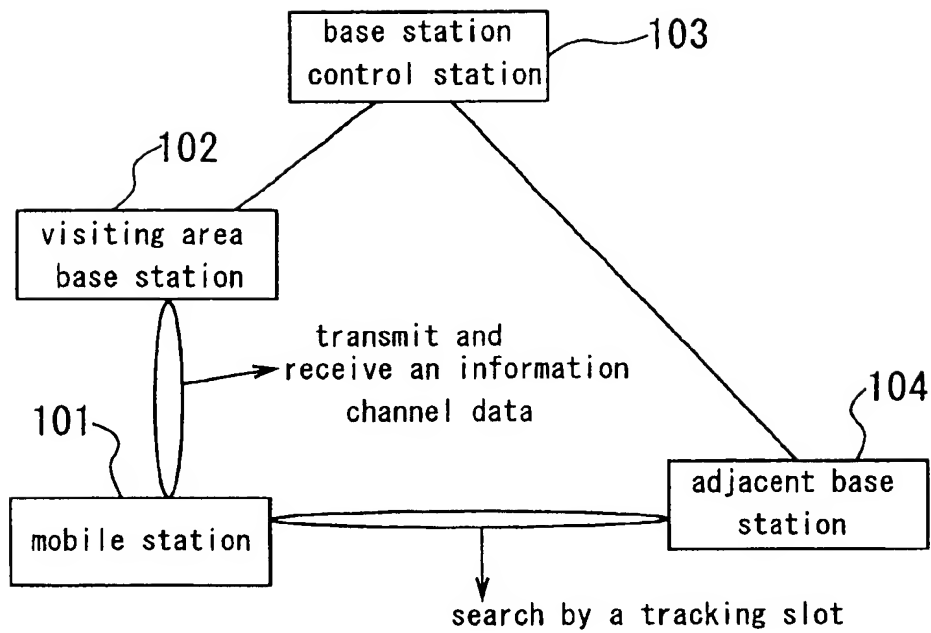 base station
control station
103
102
visiting area
base station
transmit and
receive an information
channel data
101
104
mobile station
adjacent base
station
search by a tracking slot